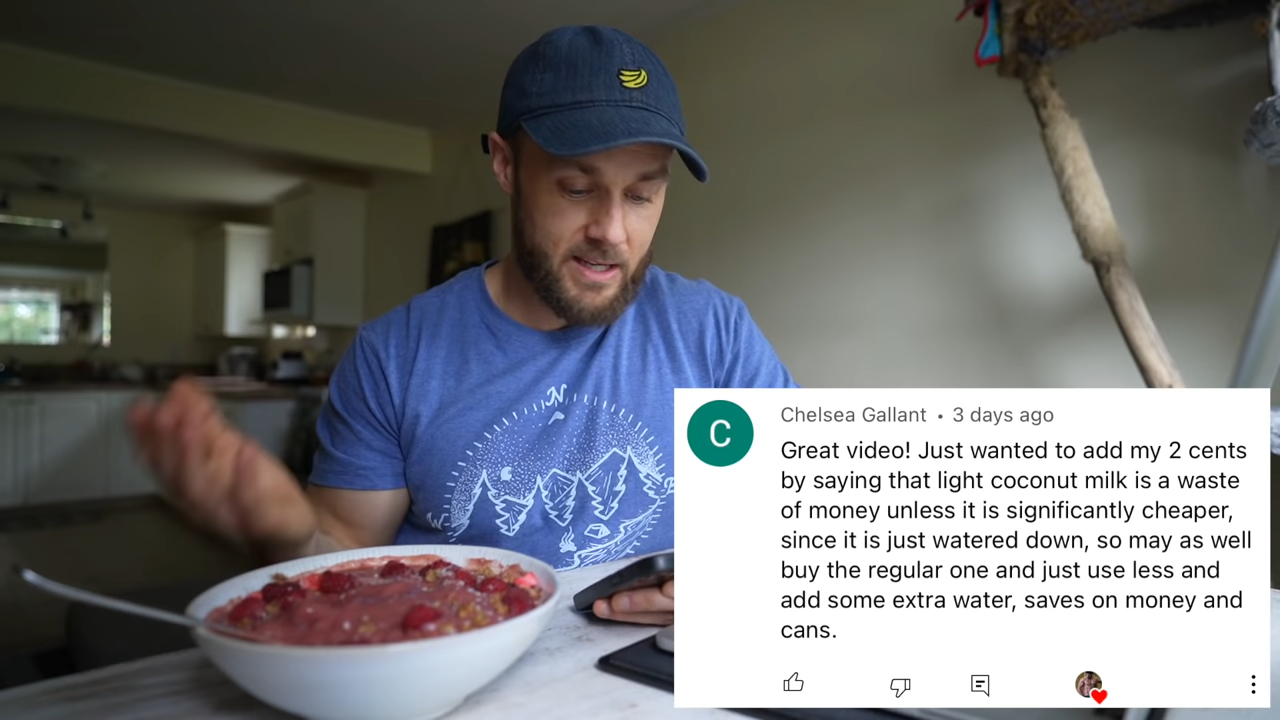 N
W
C
Chelsea Gallant • 3 days ago
Great video! Just wanted to add my 2 cents
by saying that light coconut milk is a waste
of money unless it is significantly cheaper,
since it is just watered down, so may as well
buy the regular one and just use less and
add some extra water, saves on money and
cans.